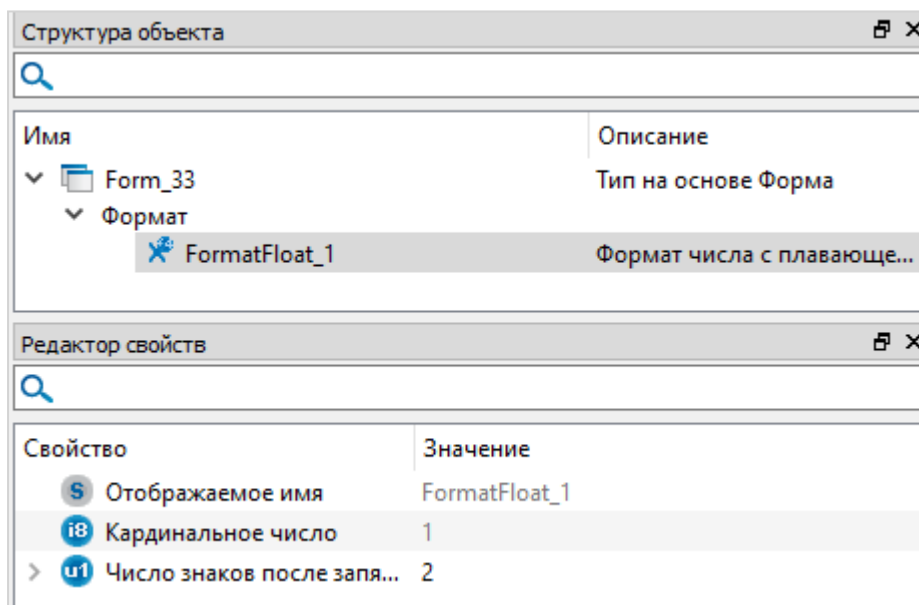 Структура объекта
Имя Описание
Form_33 Тип на основе Форма
Формат
FormatFloat_1 Формат числа с плавающе...
Редактор свойств
Свойство Значение
S Отображаемое имя FormatFloat_1
i8 Кардинальное число 1
u1 Число знаков после запя... 2